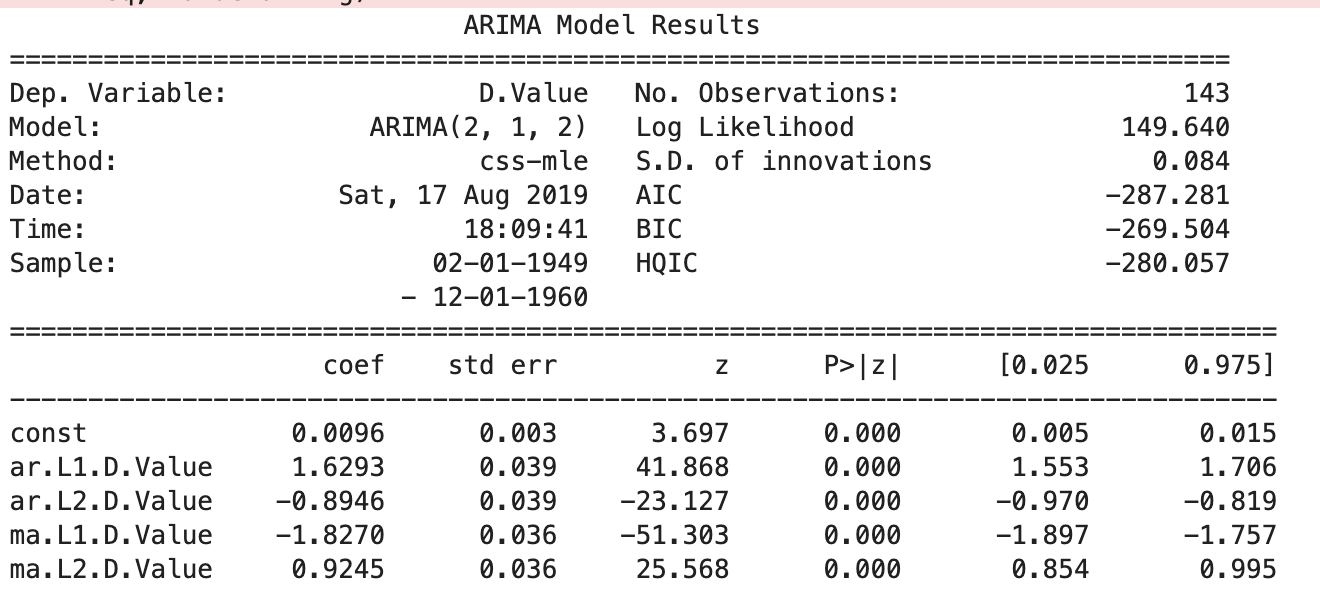 ARIMA Model Results
==============================================================================
Dep. Variable:                D.Value   No. Observations:                  143
Model:                 ARIMA(2, 1, 2)   Log Likelihood                 149.640
Method:                       css-mle   S.D. of innovations              0.084
Date:                Sat, 17 Aug 2019   AIC                           -287.281
Time:                        18:09:41   BIC                           -269.504
Sample:                    02-01-1949   HQIC                          -280.057
                         - 12-01-1960
=================================================================================
                    coef    std err          z      P>|z|      [0.025      0.975]
---------------------------------------------------------------------------------
const             0.0096      0.003      3.697      0.000       0.005       0.015
ar.L1.D.Value     1.6293      0.039     41.868      0.000       1.553       1.706
ar.L2.D.Value    -0.8946      0.039    -23.127      0.000      -0.970      -0.819
ma.L1.D.Value    -1.8270      0.036    -51.303      0.000      -1.897      -1.757
ma.L2.D.Value     0.9245      0.036     25.568      0.000       0.854       0.995